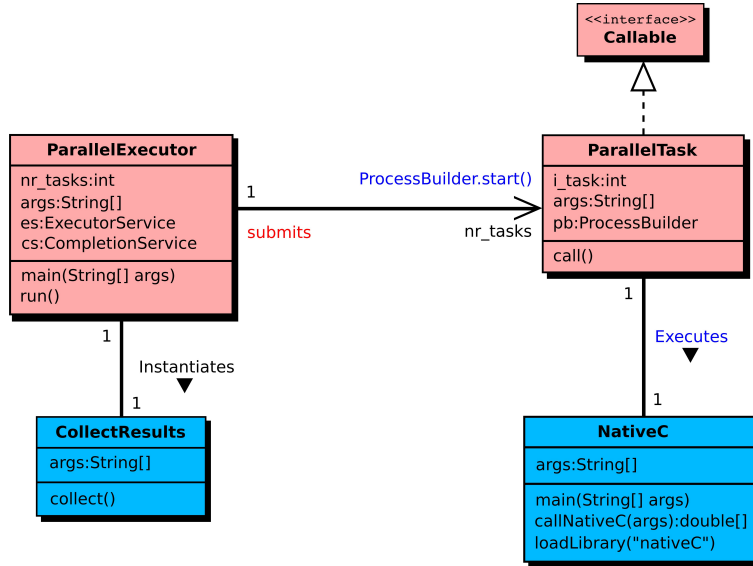 <<interface>>
Callable
ParallelExecutor
nr_tasks:int
args:String[]
es:ExecutorService
cs:CompletionService
main(String[] args)
run()
1
ProcessBuilder.start()
submits
nr_tasks
ParallelTask
i_task:int
args:String[]
pb:ProcessBuilder
call()
1
Instantiates
1
1
Executes
1
CollectResults
args:String[]
collect()
NativeC
args:String[]
main(String[] args)
callNativeC(args):double[]
loadLibrary("nativeC")